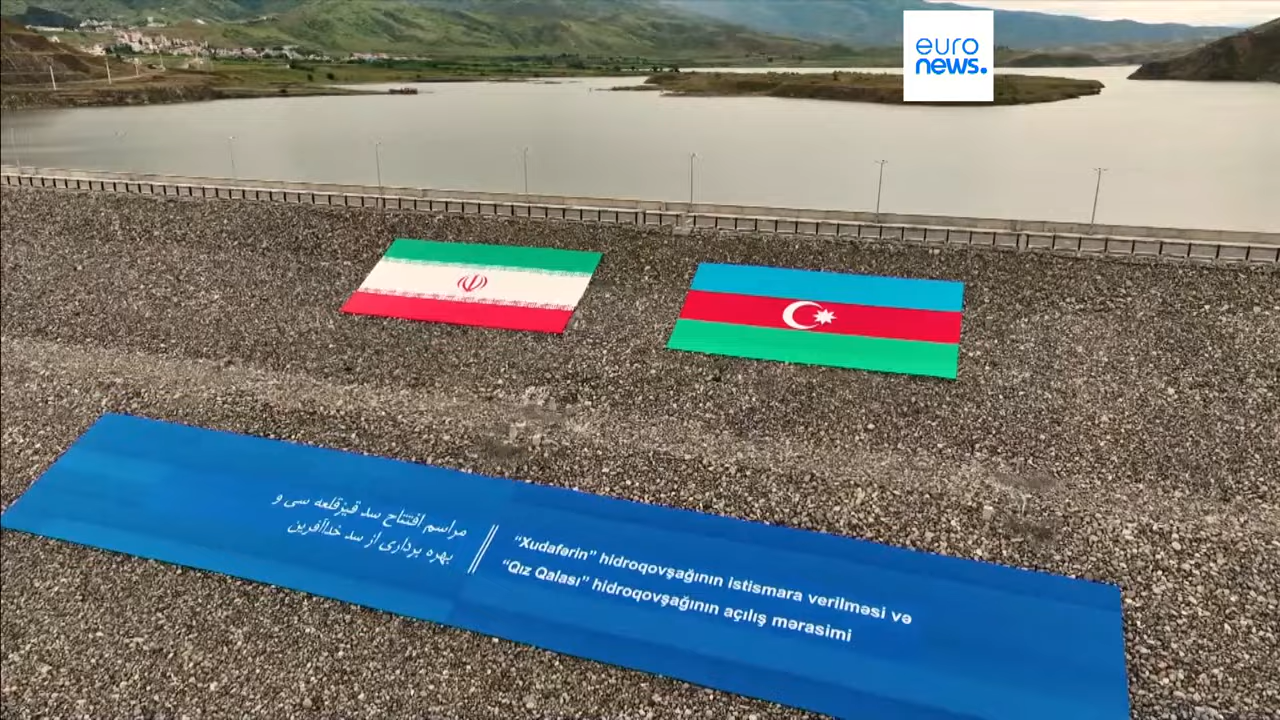 euro
news.
مراسم افتتاح سد قیزقلعه سی و
بهره برداری از سد خداآفرین
“Xudafərin” hidroqovşağının istismara verilməsi və
“Qız Qalası” hidroqovşağının açılış mərasimi